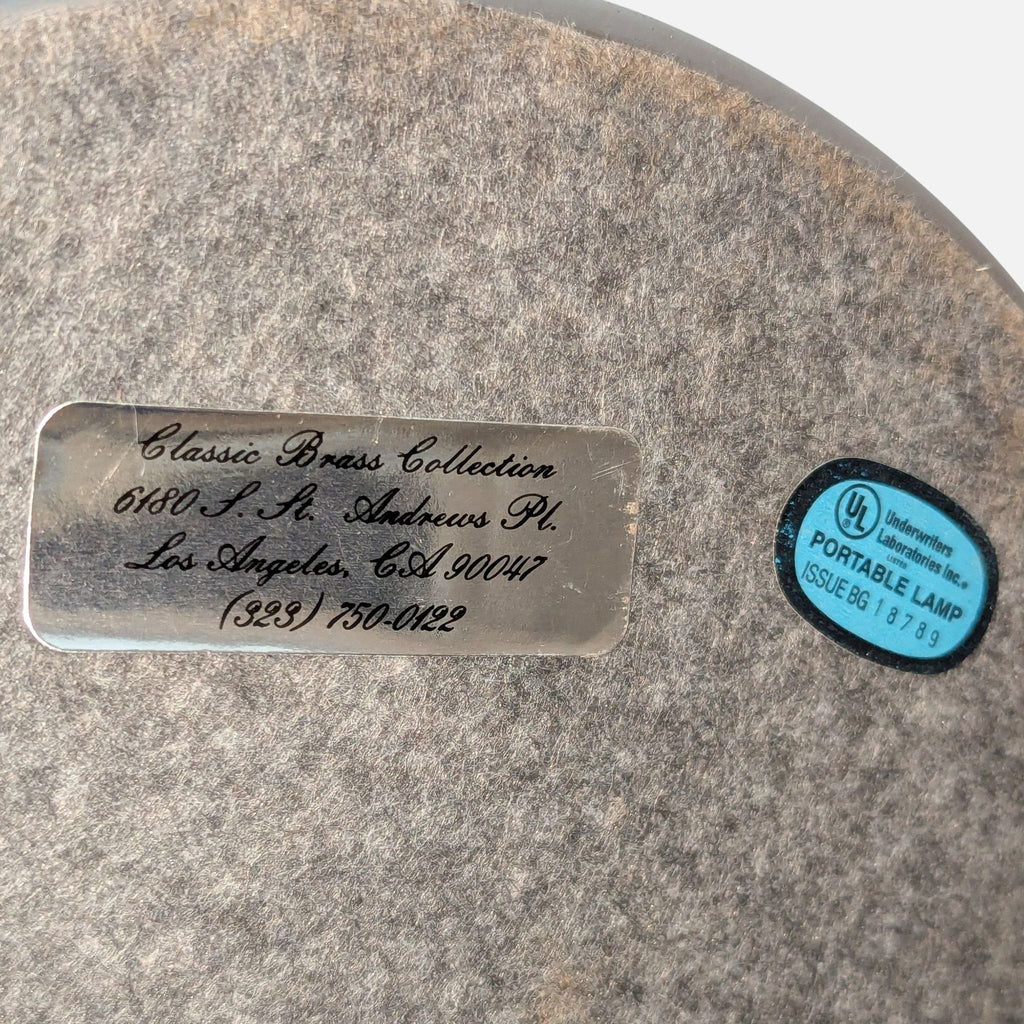 Classic Brass Collection
6180 S. St. Andrews Pl.
Los Angeles, CA 90047
(323) 750-0122
UL ® Underwriters
Laboratories Inc.®
LISTED
PORTABLE LAMP
ISSUE BG 18789